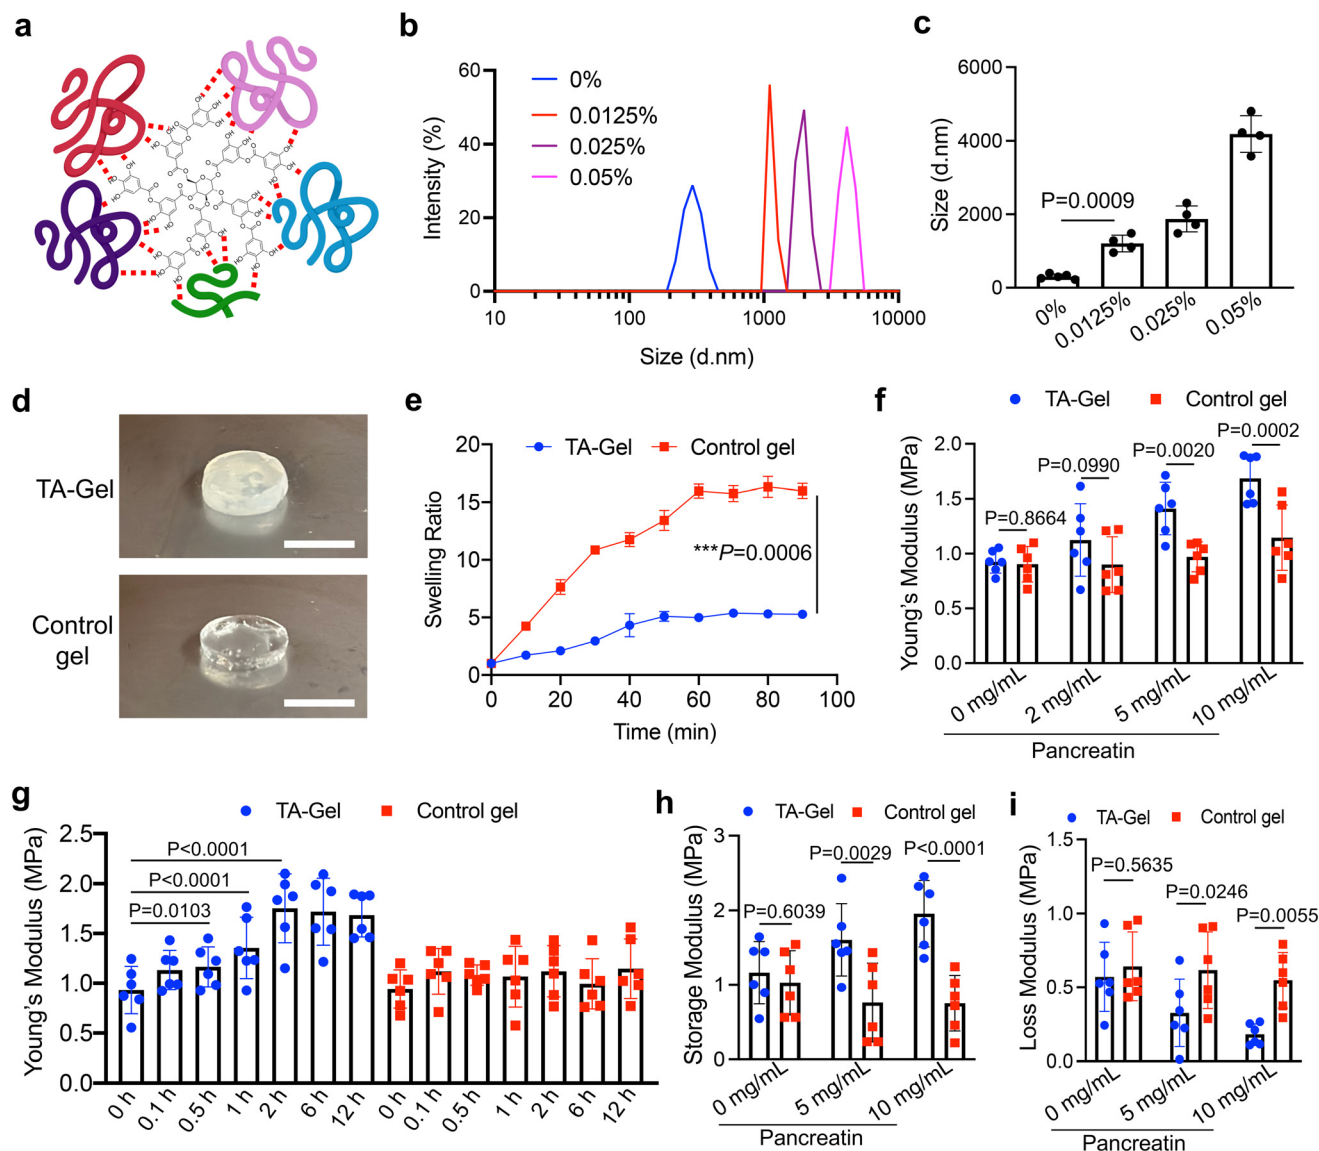 a
b
60
40
20
0
Intensity (%)
0%
0.0125%
0.025%
0.05%
10
100
1000
10000
Size (d.nm)
c
6000
4000
2000
0
Size (d.nm)
P=0.0009
0%
0.0125%
0.025%
0.05%
d
TA-Gel
Control
gel
e
TA-Gel
Control gel
20
15
10
5
0
Swelling Ratio
***P=0.0006
0
20
40
60
80
100
Time (min)
f
TA-Gel
Control gel
2.0
1.5
1.0
0.5
0.0
Young's Modulus (MPa)
P=0.8664
P=0.0990
P=0.0020
P=0.0002
0 mg/mL
2 mg/mL
5 mg/mL
10 mg/mL
Pancreatin
g
TA-Gel
Control gel
2.5
2.0
1.5
1.0
0.5
0.0
Young's Modulus (MPa)
P<0.0001
P<0.0001
P=0.0103
0 h
0.1 h
0.5 h
1 h
2 h
6 h
12 h
0 h
0.1 h
0.5 h
1 h
2 h
6 h
12 h
h
TA-Gel
Control gel
3
2
1
0
Storage Modulus (MPa)
P=0.6039
P=0.0029
P<0.0001
0 mg/mL
5 mg/mL
10 mg/mL
Pancreatin
i
TA-Gel
Control gel
1.5
1.0
0.5
0.0
Loss Modulus (MPa)
P=0.5635
P=0.0246
P=0.0055
0 mg/mL
5 mg/mL
10 mg/mL
Pancreatin